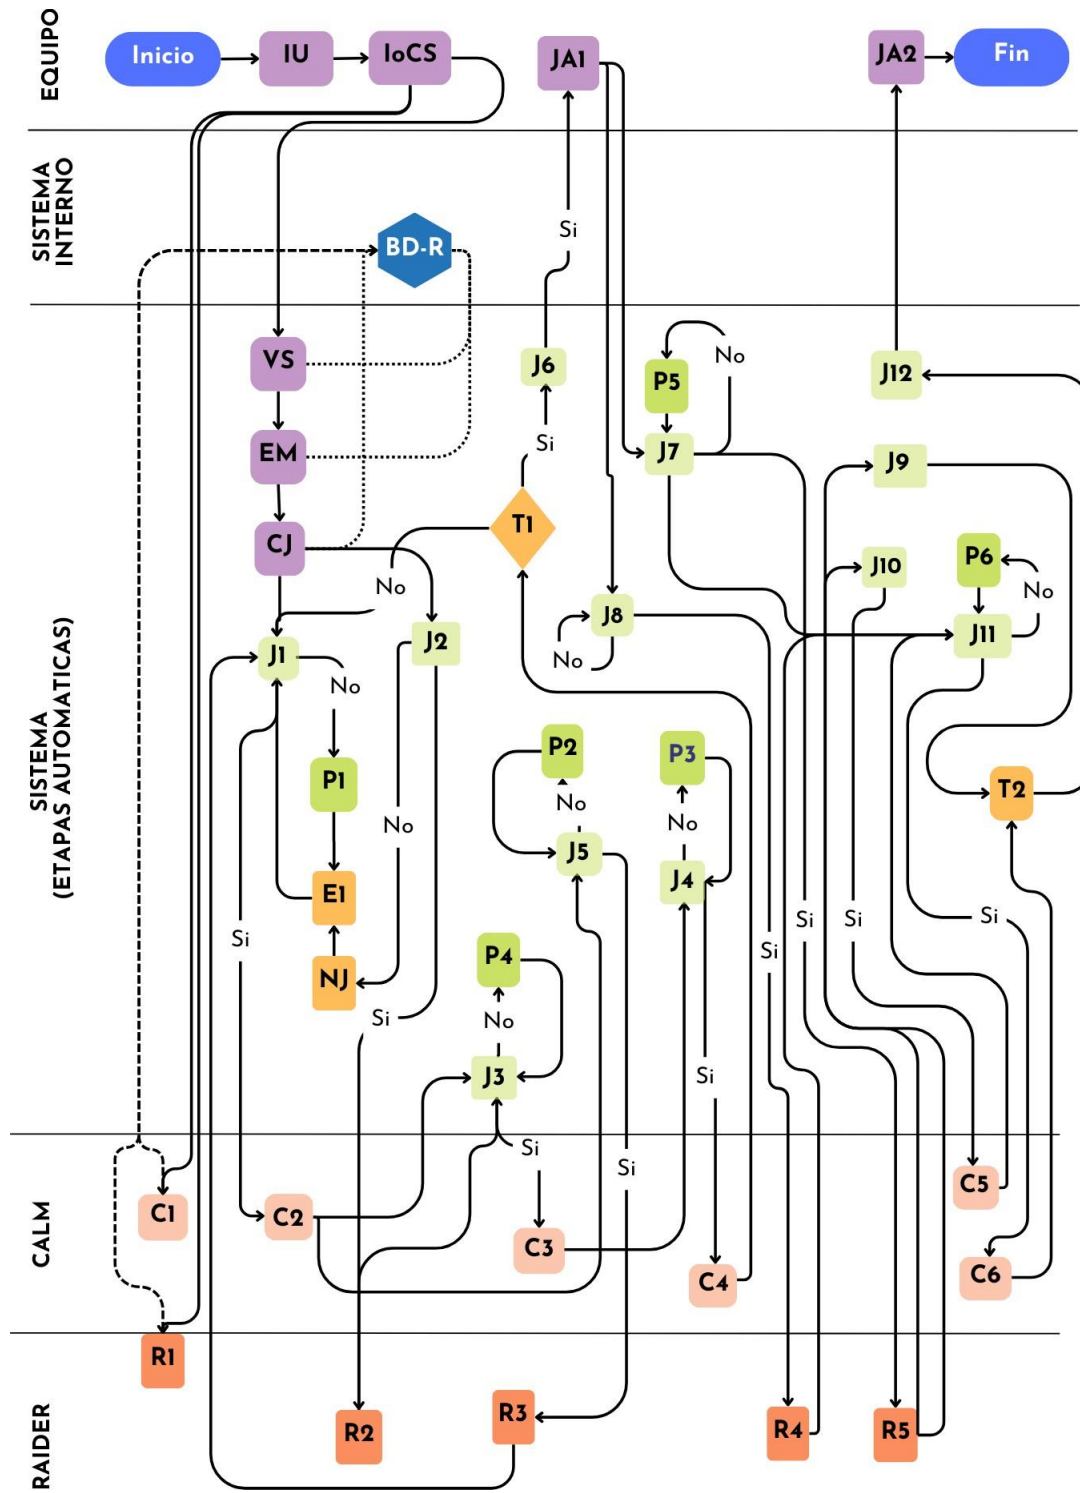 EQUIPO
Inicio
IU
IoCS
JA1
JA2
Fin
SISTEMA
INTERNO
BD-R
Si
SISTEMA
(ETAPAS AUTOMATICAS)
VS
J6
P5
No
J12
EM
Si
J7
J9
CJ
T1
P6
J10
No
No
J1
J2
J8
J11
No
No
P1
P2
P3
T2
No
No
No
J5
J4
E1
Si
Si
Si
Si
Si
NJ
P4
Si
No
J3
Si
CALM
Si
Si
C1
C2
C3
C4
C5
C6
RAIDER
R1
R2
R3
R4
R5